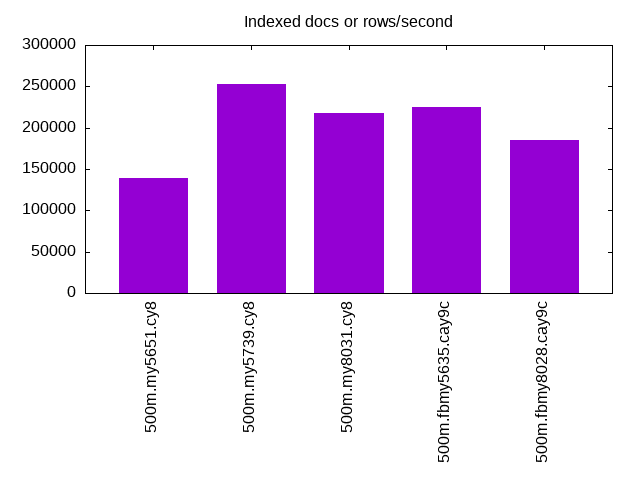 Indexed docs or rows/second
300000
250000
200000
150000
100000
50000
0
500m.my5651.cy8
500m.my5739.cy8
500m.my8031.cy8
500m.fbmy5635.cay9c
500m.fbmy8028.cay9c